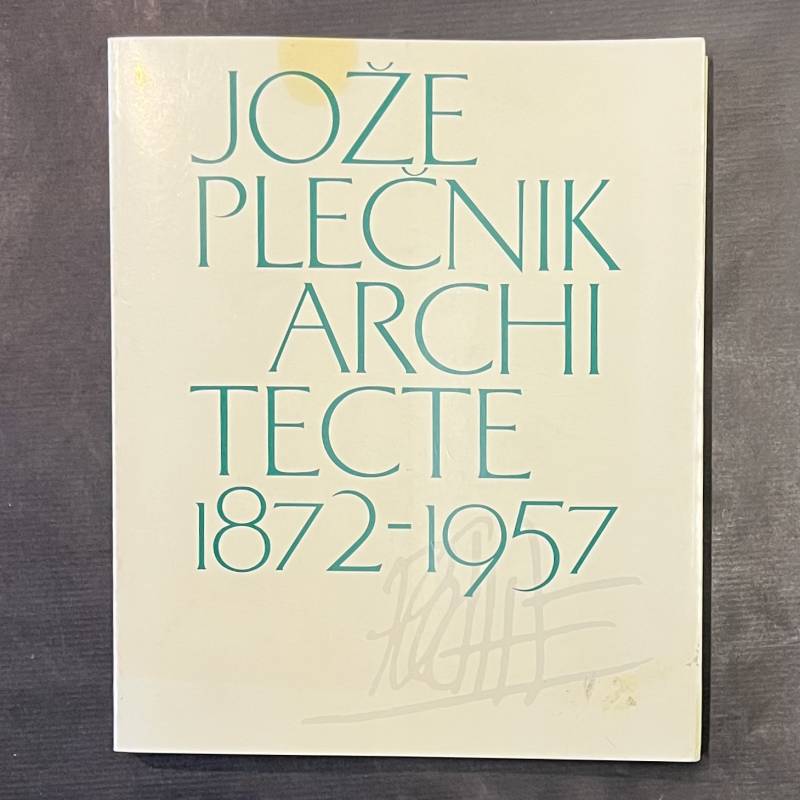 JOŽE
PLEČNIK
ARCHI
TECTE
1872-1957